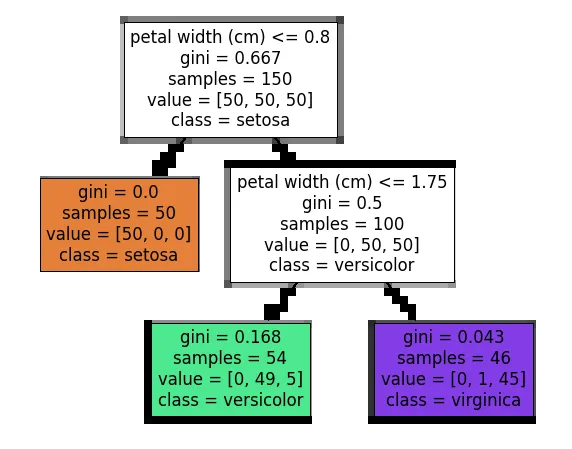 petal width (cm) <= 0.8
gini = 0.667
samples = 150
value = [50, 50, 50]
class = setosa
gini = 0.0
samples = 50
value = [50, 0, 0]
class = setosa
petal width (cm) <= 1.75
gini = 0.5
samples = 100
value = [0, 50, 50]
class = versicolor
gini = 0.168
samples = 54
value = [0, 49, 5]
class = versicolor
gini = 0.043
samples = 46
value = [0, 1, 45]
class = virginica